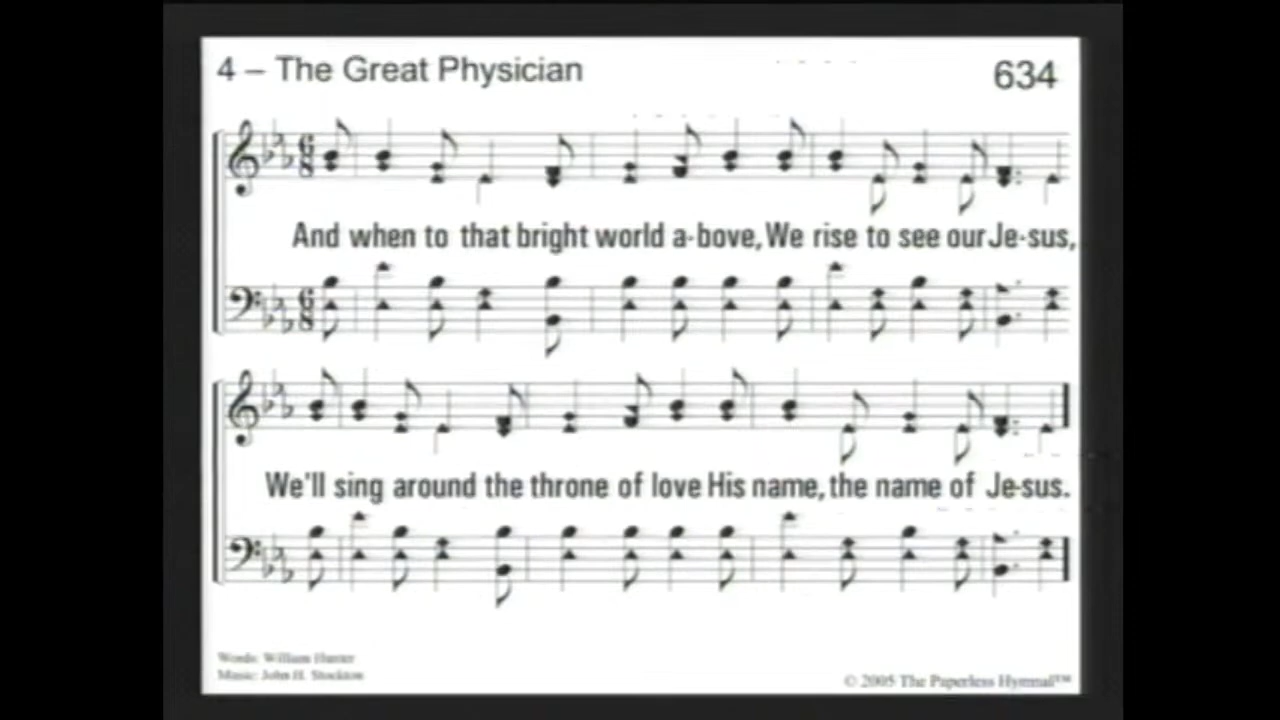 4 – The Great Physician
634
And when to that bright world a-bove, We rise to see our Je-sus,
We'll sing around the throne of love His name, the name of Je-sus.
Words: William Hunter
Music: John H. Stockton
© 2005 The Paperless Hymnal™